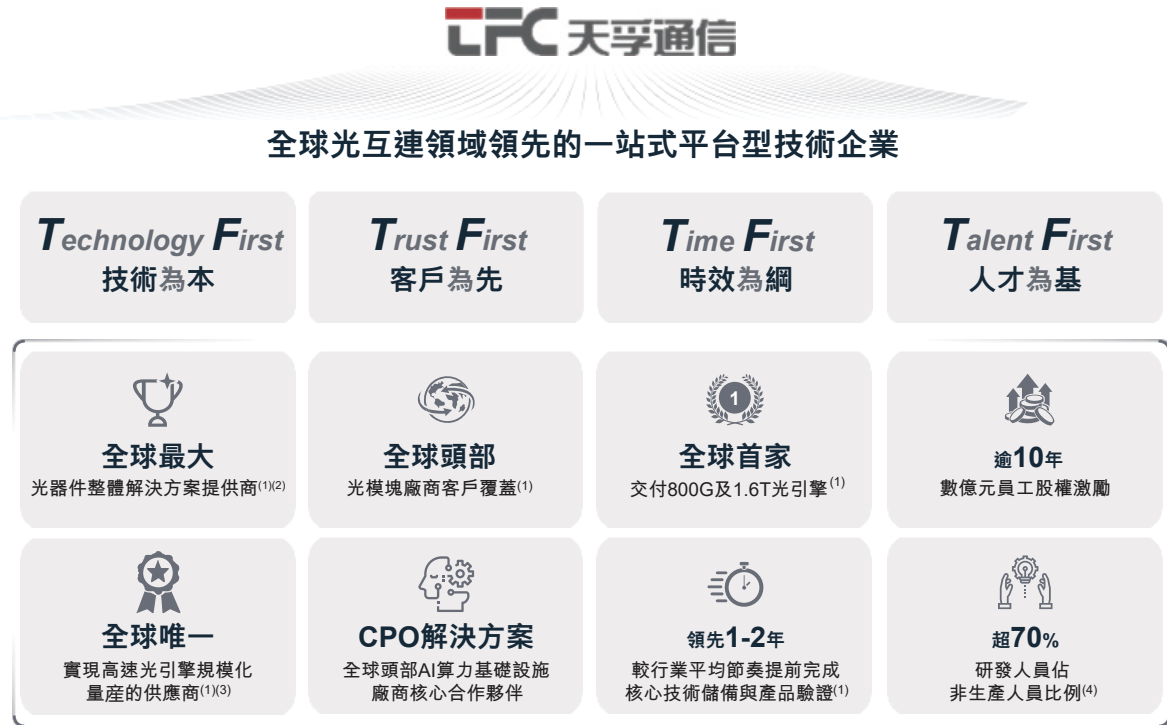 TFC 天孚通信
全球光互連領域領先的一站式平台型技術企業
Technology First
技術為本
Trust First
客戶為先
Time First
時效為綱
Talent First
人才為基
全球最大
光器件整體解決方案提供商(1)(2)
全球頭部
光模塊廠商客戶覆蓋(1)
1
全球首家
交付800G及1.6T光引擎(1)
逾10年
數億元員工股權激勵
全球唯一
實現高速光引擎規模化
量產的供應商(1)(3)
CPO解決方案
全球頭部AI算力基礎設施
廠商核心合作夥伴
領先1-2年
較行業平均節奏提前完成
核心技術儲備與產品驗證(1)
超70%
研發人員佔
非生產人員比例(4)